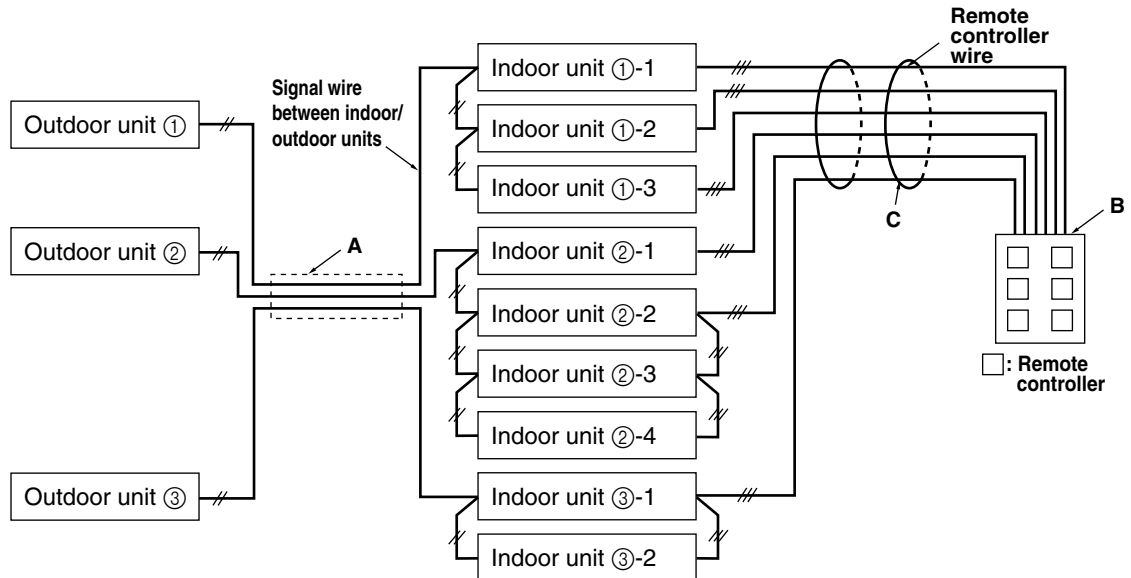 Remote
controller
wire
Indoor unit ①-1
Signal wire
between indoor/
outdoor units
Outdoor unit ①
Indoor unit ①-2
Indoor unit ①-3
C
B
A
Outdoor unit ②
Indoor unit ②-1
Indoor unit ②-2
Indoor unit ②-3
Indoor unit ②-4
: Remote
controller
Outdoor unit ③
Indoor unit ③-1
Indoor unit ③-2